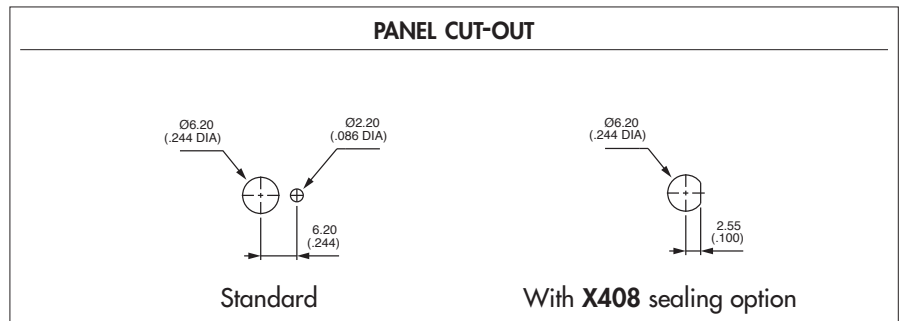 PANEL CUT-OUT
Ø6.20
(.244 DIA)
Ø2.20
(.086 DIA)
6.20
(.244)
Standard
Ø6.20
(.244 DIA)
2.55
(.100)
With X408 sealing option